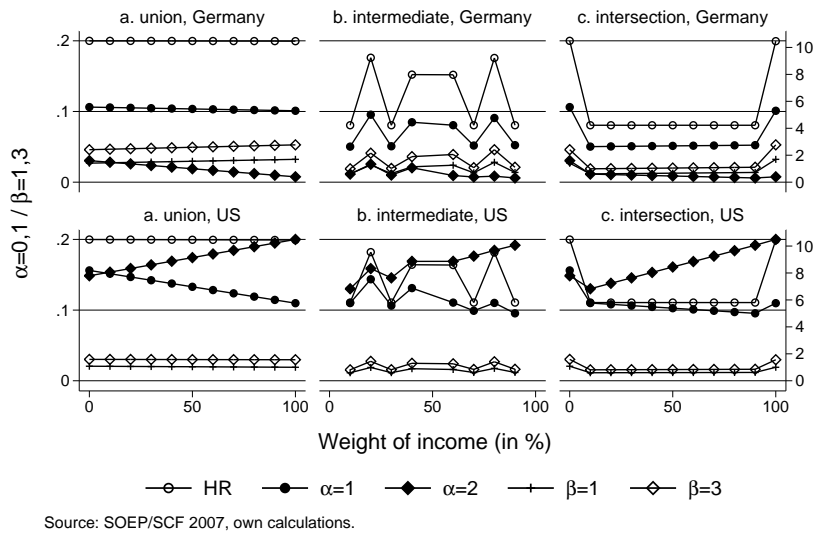 a. union, Germany
b. intermediate, Germany
c. intersection, Germany
.2
.1
0
10
8
6
4
2
0
α=0,1 / β=1,3
a. union, US
b. intermediate, US
c. intersection, US
.2
.1
0
10
8
6
4
2
0
0 50 100
0 50 100
0 50 100
Weight of income (in %)
HR α=1 α=2 β=1 β=3
Source: SOEP/SCF 2007, own calculations.